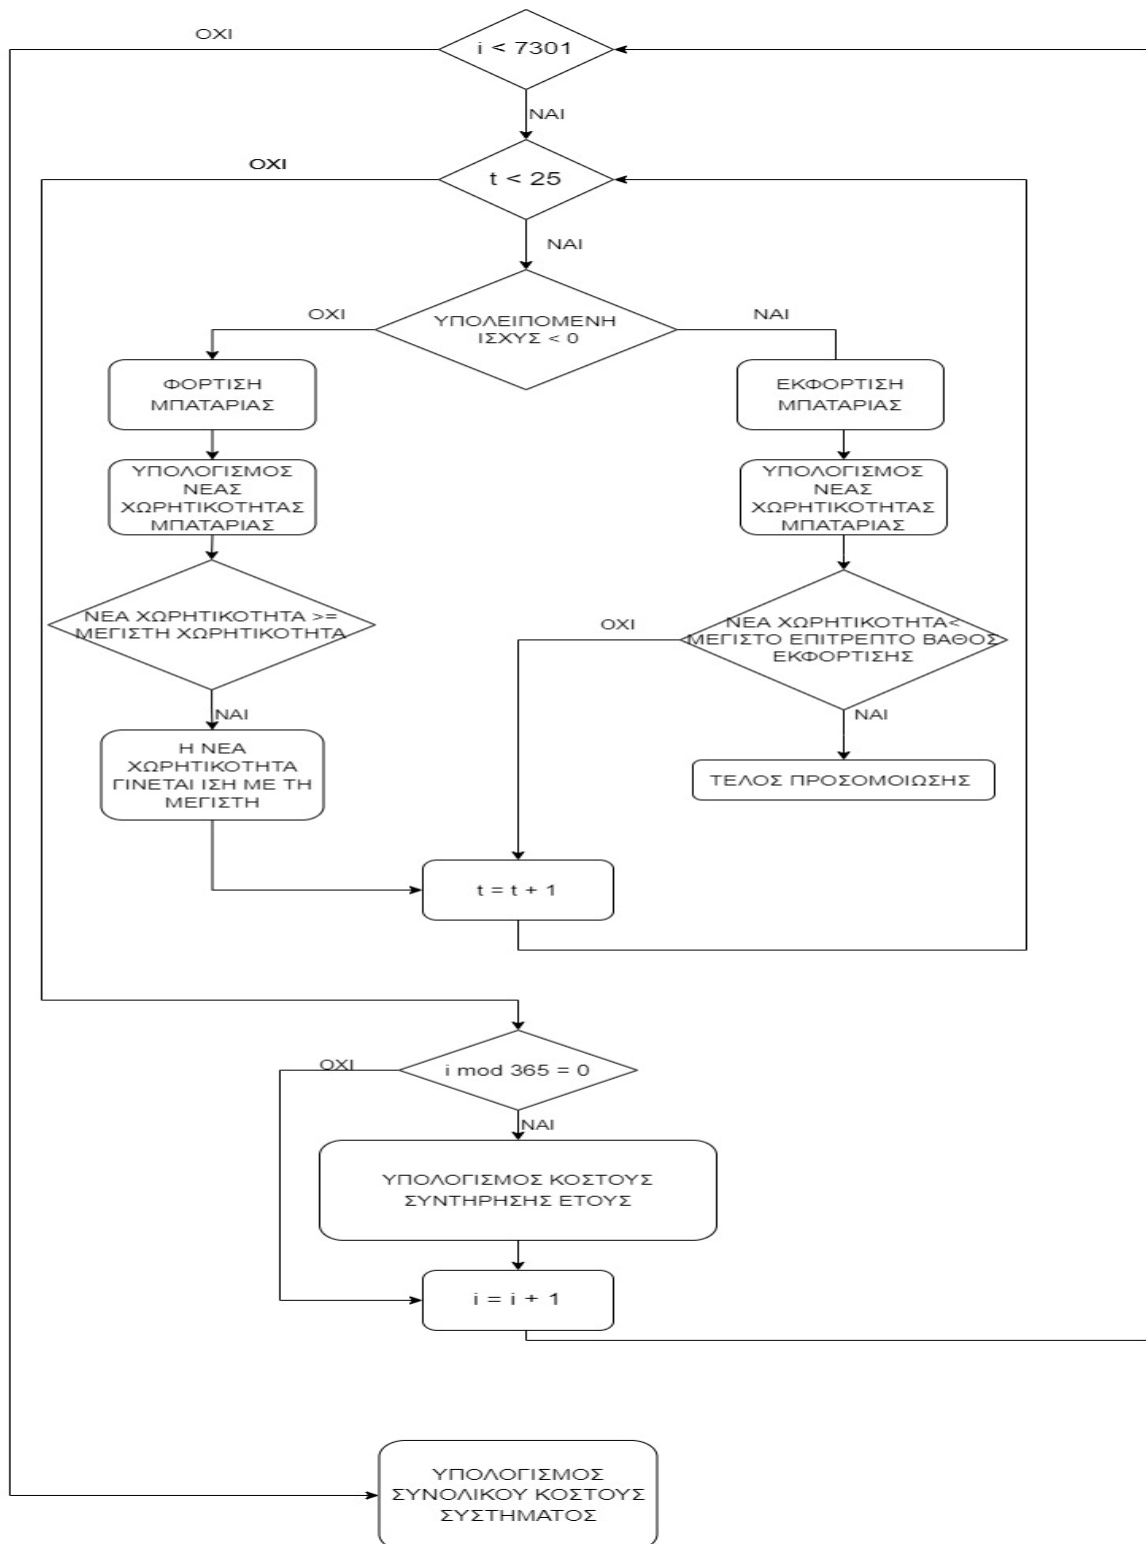 ΟΧΙ
i < 7301
ΝΑΙ
ΟΧΙ
t < 25
ΝΑΙ
ΟΧΙ
ΥΠΟΛΕΙΠΟΜΕΝΗ
ΙΣΧΥΣ < 0
ΝΑΙ
ΦΟΡΤΙΣΗ
ΜΠΑΤΑΡΙΑΣ
ΕΚΦΟΡΤΙΣΗ
ΜΠΑΤΑΡΙΑΣ
ΥΠΟΛΟΓΙΣΜΟΣ
ΝΕΑΣ
ΧΩΡΗΤΙΚΟΤΗΤΑΣ
ΜΠΑΤΑΡΙΑΣ
ΥΠΟΛΟΓΙΣΜΟΣ
ΝΕΑΣ
ΧΩΡΗΤΙΚΟΤΗΤΑΣ
ΜΠΑΤΑΡΙΑΣ
ΝΕΑ ΧΩΡΗΤΙΚΟΤΗΤΑ >=
ΜΕΓΙΣΤΗ ΧΩΡΗΤΙΚΟΤΗΤΑ
ΟΧΙ
ΝΕΑ ΧΩΡΗΤΙΚΟΤΗΤΑ<
ΜΕΓΙΣΤΟ ΕΠΙΤΡΕΠΤΟ ΒΑΘΟΣ
ΕΚΦΟΡΤΙΣΗΣ
ΝΑΙ
ΝΑΙ
Η ΝΕΑ
ΧΩΡΗΤΙΚΟΤΗΤΑ
ΓΙΝΕΤΑΙ ΙΣΗ ΜΕ ΤΗ
ΜΕΓΙΣΤΗ
ΤΕΛΟΣ ΠΡΟΣΟΜΟΙΩΣΗΣ
t = t + 1
ΟΧΙ
i mod 365 = 0
ΝΑΙ
ΥΠΟΛΟΓΙΣΜΟΣ ΚΟΣΤΟΥΣ
ΣΥΝΤΗΡΗΣΗΣ ΕΤΟΥΣ
i = i + 1
ΥΠΟΛΟΓΙΣΜΟΣ
ΣΥΝΟΛΙΚΟΥ ΚΟΣΤΟΥΣ
ΣΥΣΤΗΜΑΤΟΣ